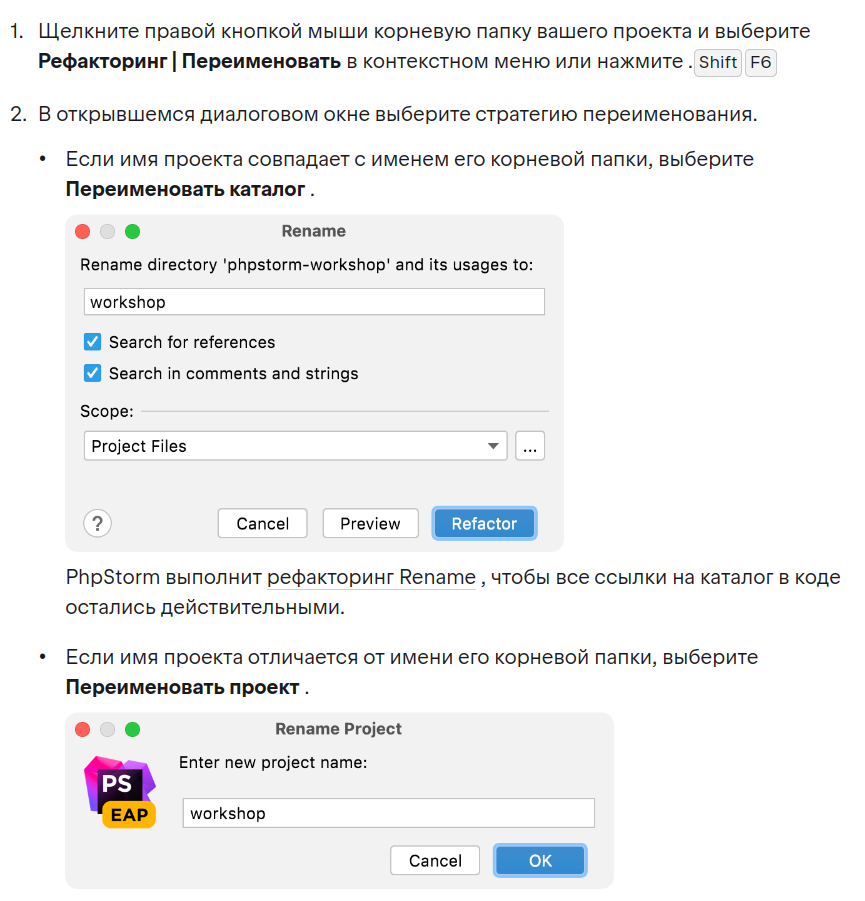 1. Щелкните правой кнопкой мыши корневую папку вашего проекта и выберите
Рефакторинг | Переименовать в контекстном меню или нажмите . Shift F6
2. В открывшемся диалоговом окне выберите стратегию переименования.
• Если имя проекта совпадает с именем его корневой папки, выберите
Переименовать каталог .
Rename
Rename directory 'phpstorm-workshop' and its usages to:
workshop
Search for references
Search in comments and strings
Scope:
Project Files ...
? Cancel Preview Refactor
PhpStorm выполнит рефакторинг Rename , чтобы все ссылки на каталог в коде
остались действительными.
• Если имя проекта отличается от имени его корневой папки, выберите
Переименовать проект .
Rename Project
Enter new project name:
PS
EAP
workshop
Cancel OK